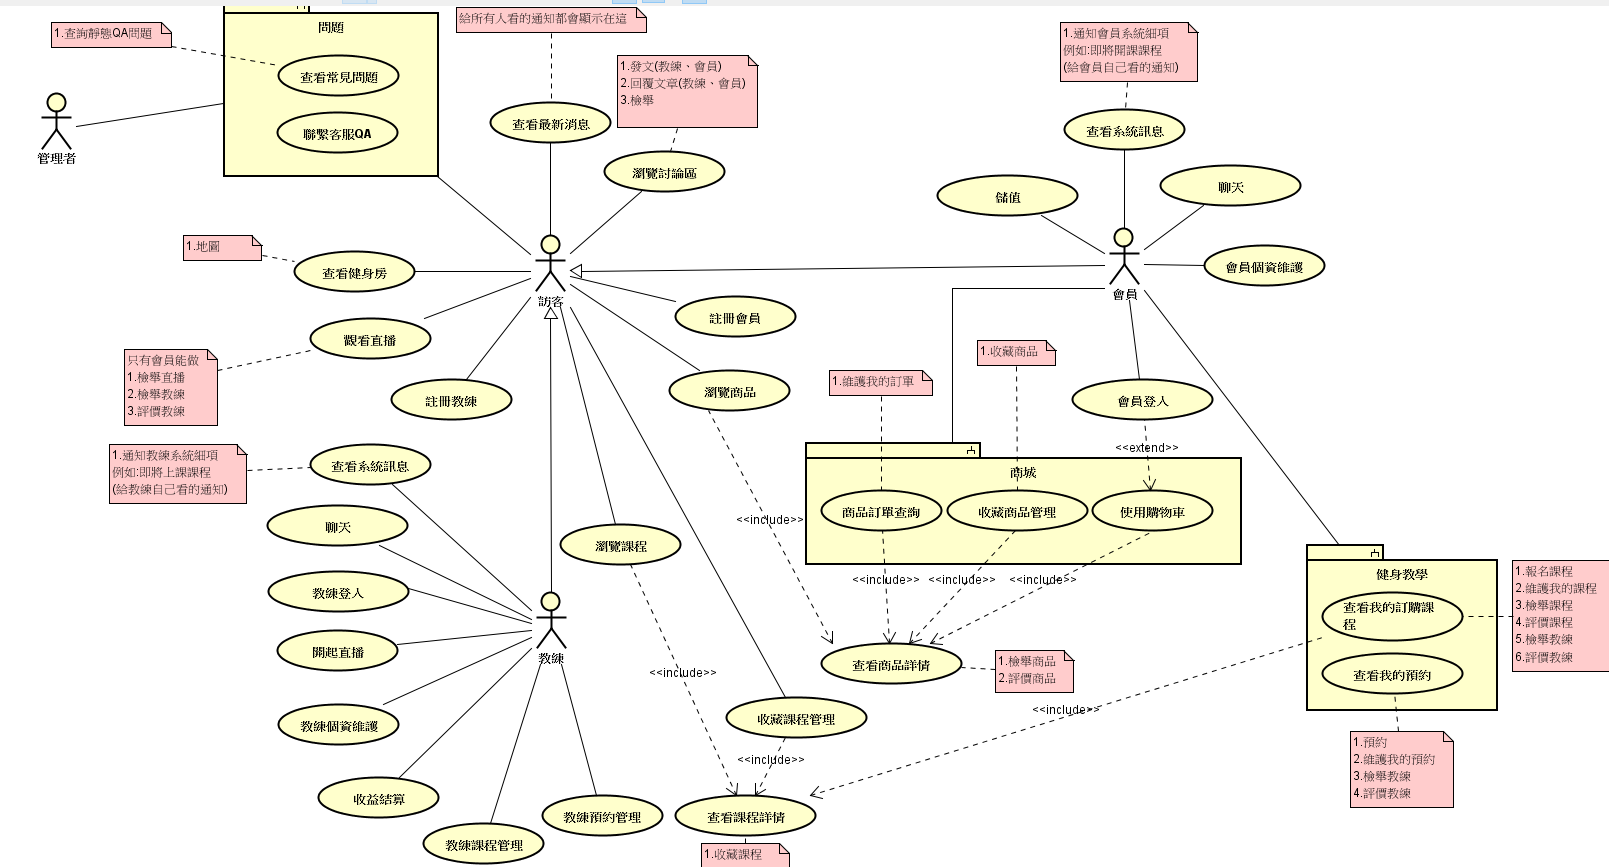 給所有人看的通知都會顯示在這
1.查詢靜態QA問題
問題
查看常見問題
聯繫客服QA
管理者
查看最新消息
1.發文(教練、會員)
2.回覆文章(教練、會員)
3.檢舉
瀏覽討論區
1.通知會員系統細項
例如:即將開課課程
(給會員自己看的通知)
查看系統訊息
儲值
聊天
會員個資維護
會員
1.地圖
查看健身房
訪客
觀看直播
註冊會員
只有會員能做
1.檢舉直播
2.檢舉教練
3.評價教練
註冊教練
瀏覽商品
1.維護我的訂單
1.收藏商品
會員登入
<<extend>>
商城
商品訂單查詢
收藏商品管理
使用購物車
1.通知教練系統細項
例如:即將上課課程
(給教練自己看的通知)
查看系統訊息
聊天
教練登入
開起直播
教練個資維護
收益結算
教練課程管理
教練預約管理
教練
瀏覽課程
<<include>>
<<include>>
<<include>>
<<include>>
查看商品詳情
1.檢舉商品
2.評價商品
<<include>>
收藏課程管理
<<include>>
<<include>>
查看課程詳情
1.收藏課程
健身教學
查看我的訂購課
程
查看我的預約
1.報名課程
2.維護我的課程
3.檢舉課程
4.評價課程
5.檢舉教練
6.評價教練
1.預約
2.維護我的預約
3.檢舉教練
4.評價教練